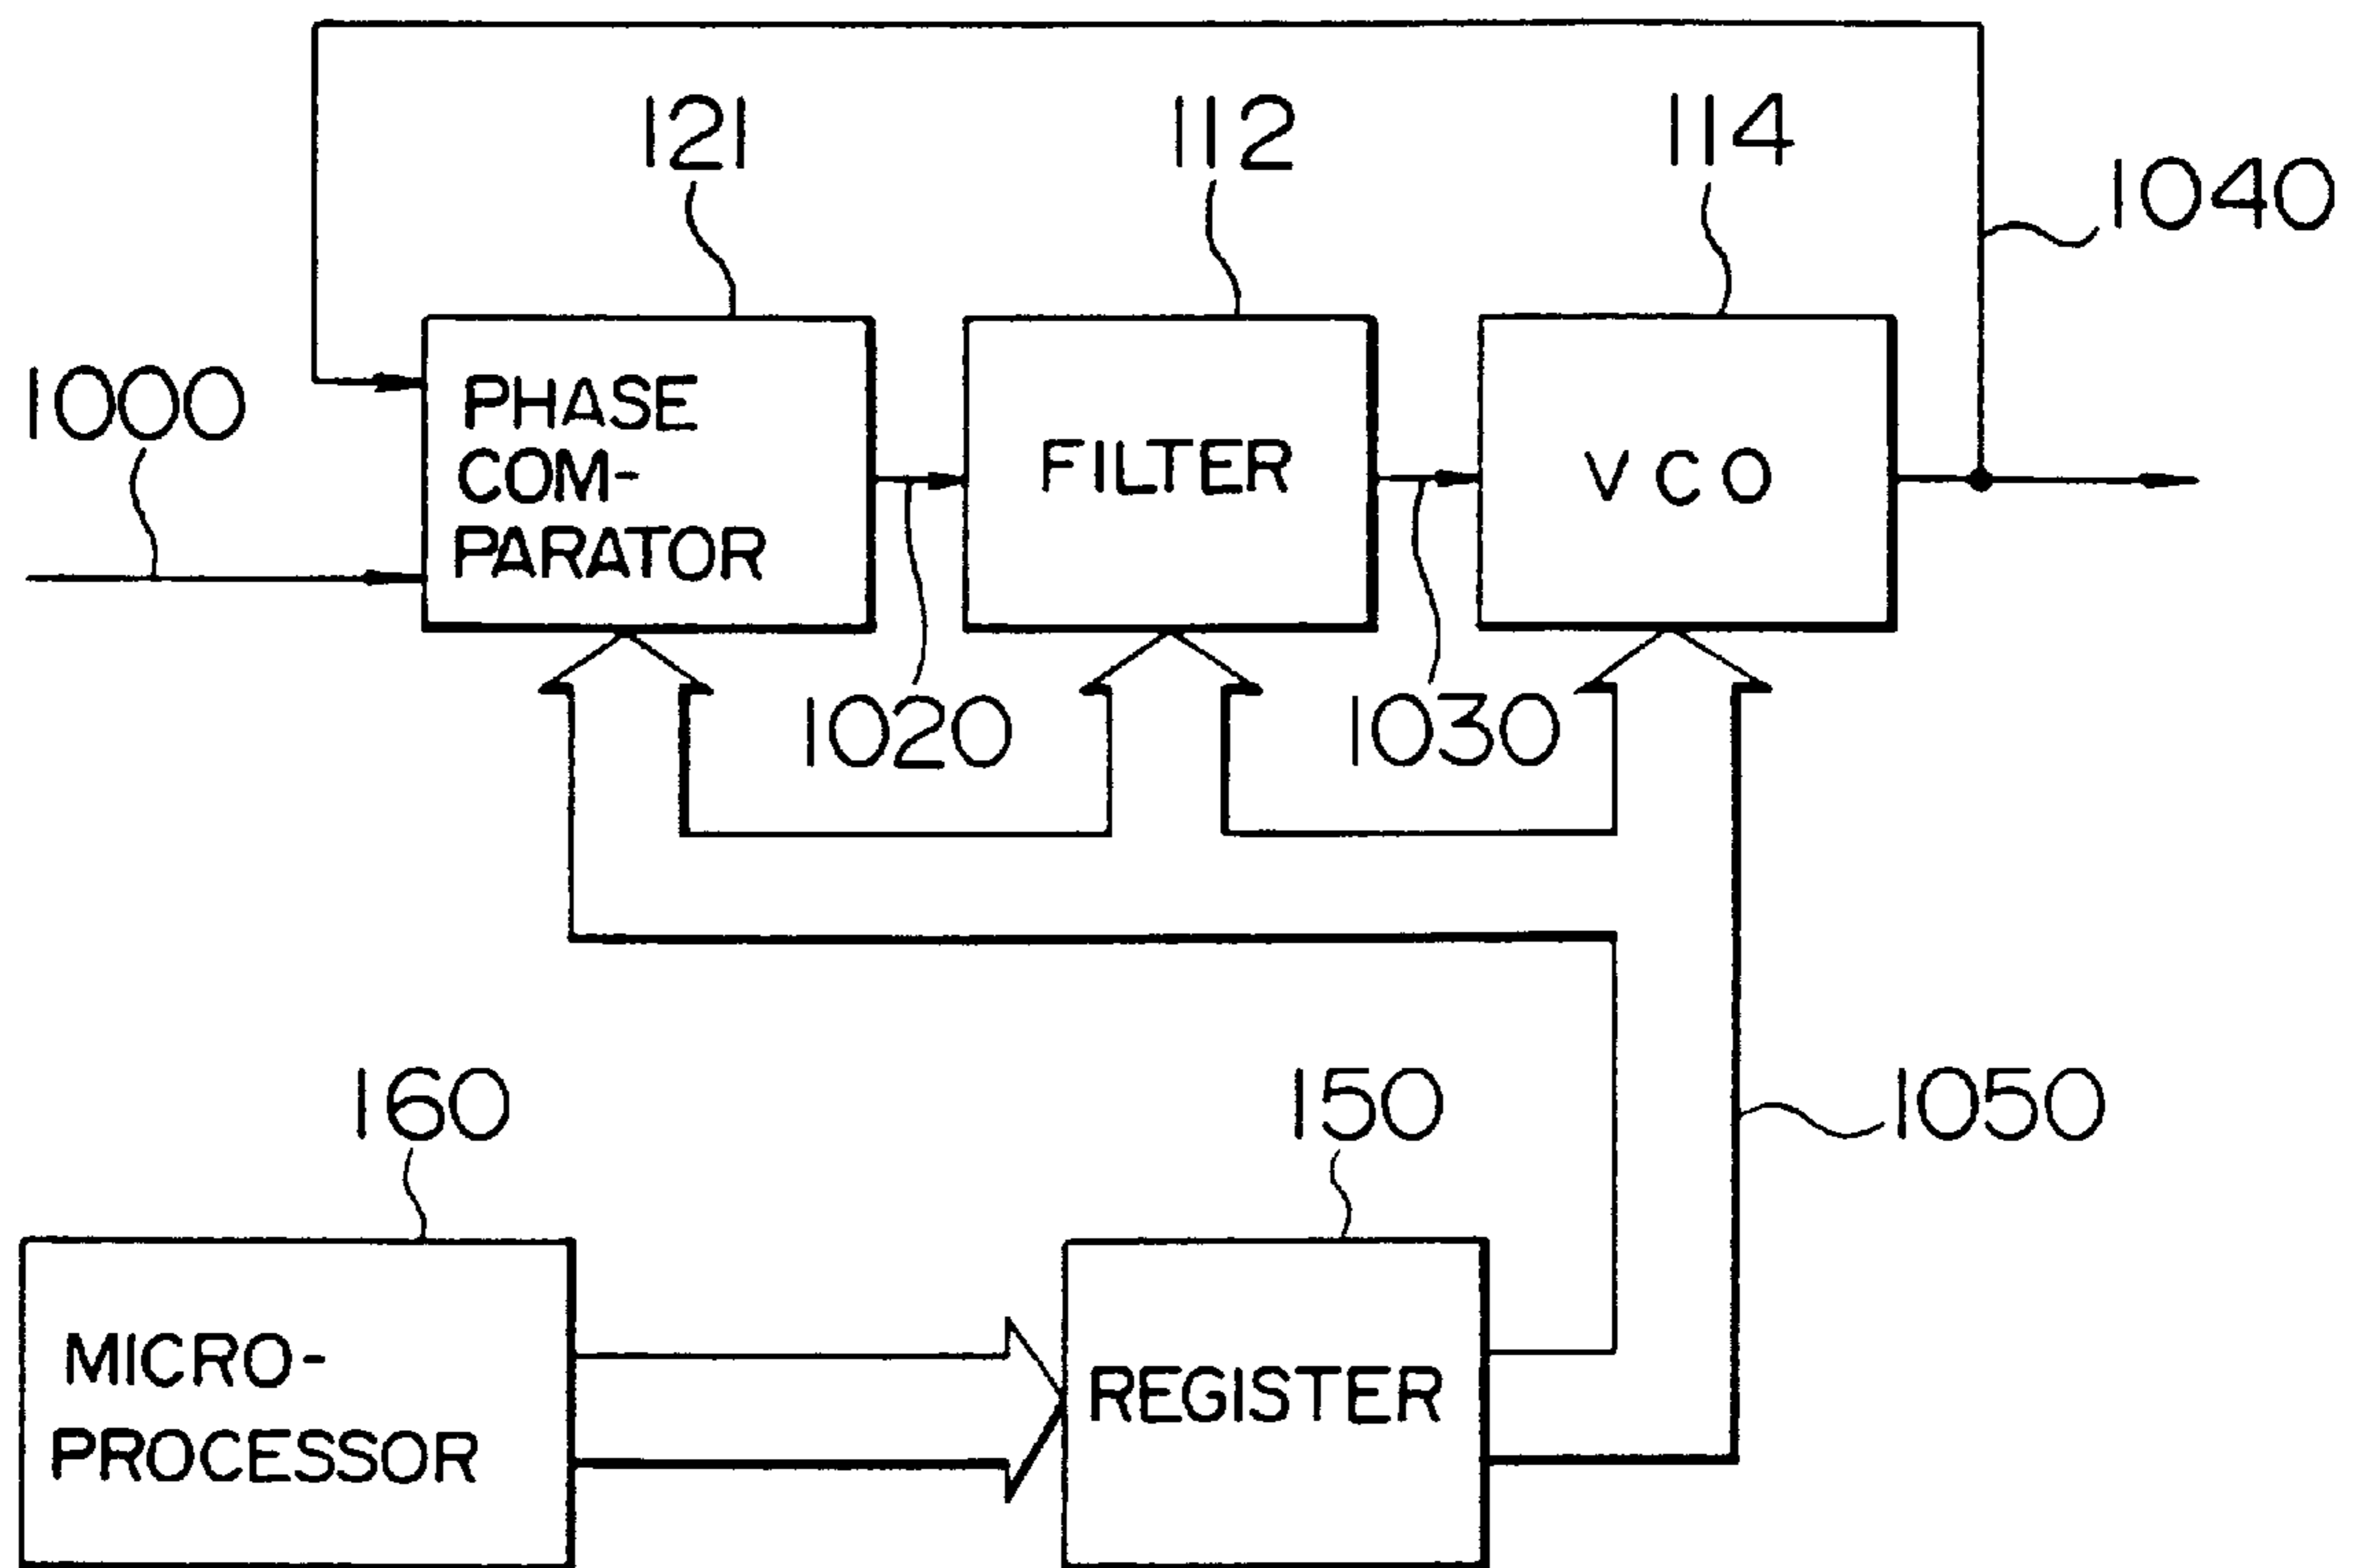 121
112
114
1040
1000
PHASE
COM-
PARATOR
FILTER
VCO
1020
1030
160
150
1050
MICRO-
PROCESSOR
REGISTER